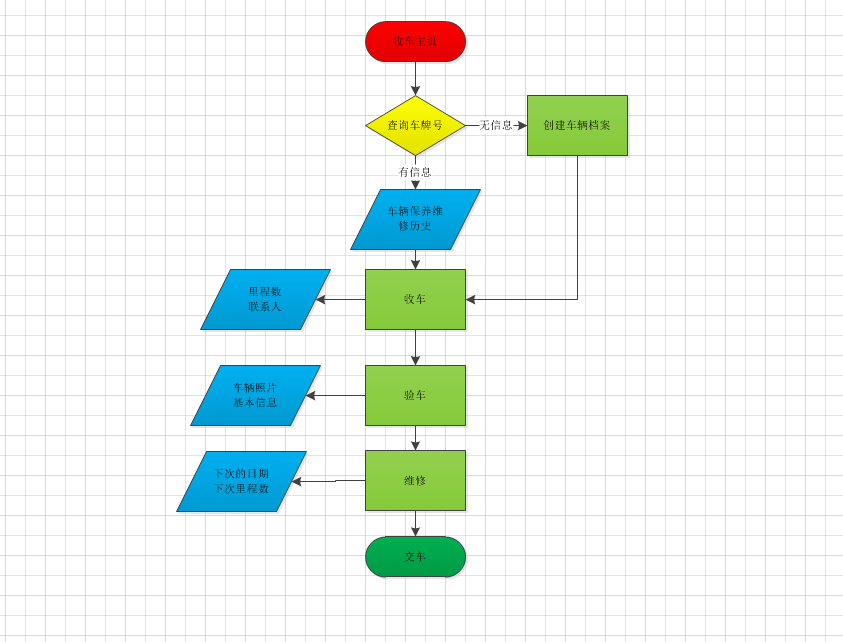 收车主页
查询车牌号
无信息
创建车辆档案
有信息
车辆保养维
修历史
里程数
联系人
收车
车辆照片
基本信息
验车
下次的日期
下次里程数
维修
交车